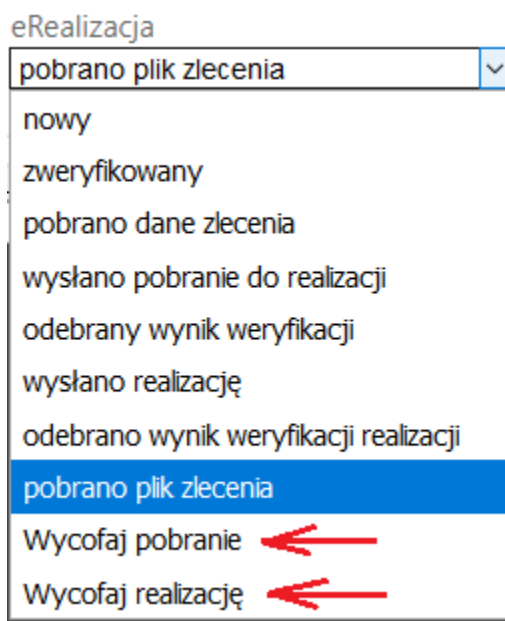 eRealizacja
pobrano plik zlecenia
nowy
zweryfikowany
pobrano dane zlecenia
wysłano pobranie do realizacji
odebrany wynik weryfikacji
wysłano realizację
odebrano wynik weryfikacji realizacji
pobrano plik zlecenia
Wycofaj pobranie
Wycofaj realizację